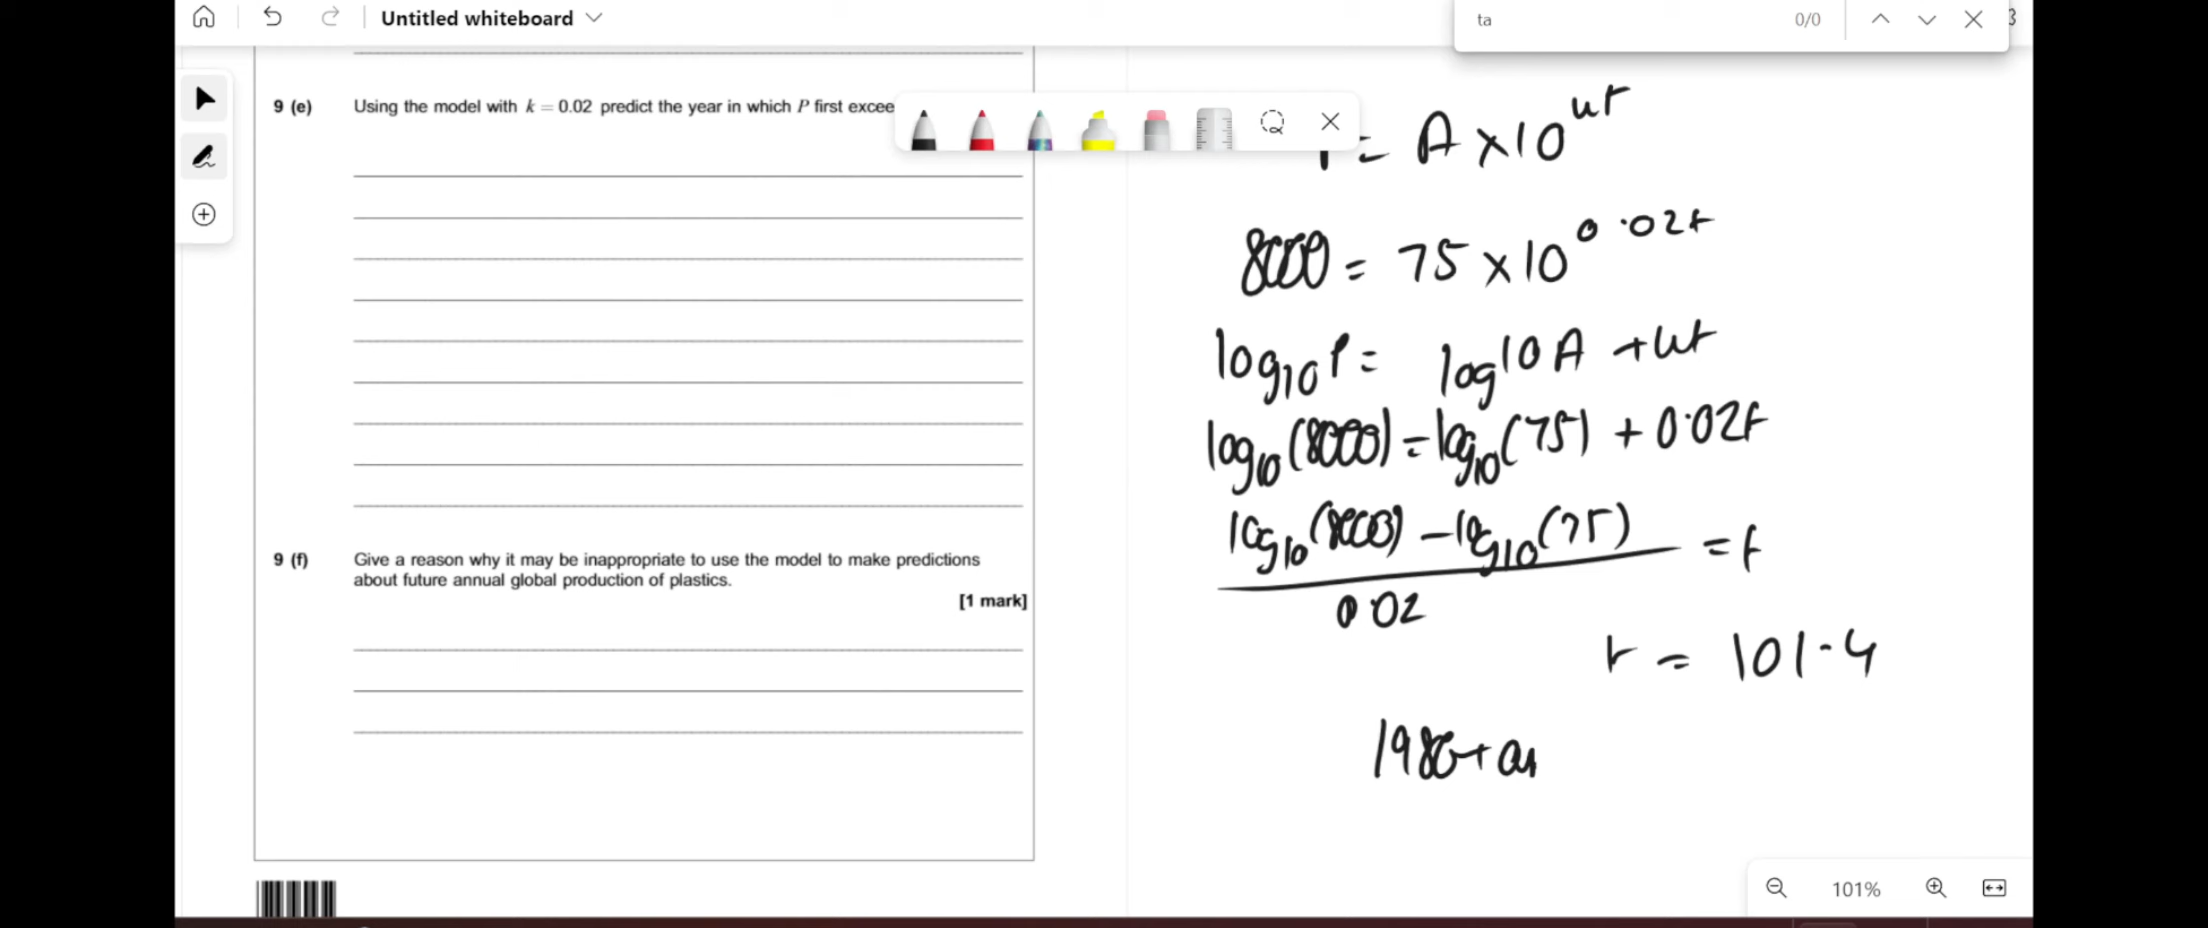 Untitled whiteboard
ta
0/0
9 (e) Using the model with k = 0.02 predict the year in which P first excee
= A × 10^kt
8000 = 75 × 10^0.02t
log10 P = log10 A + kt
log10 (8000) = log10 (75) + 0.02t
log10 (8000) - log10 (75) = t
0.02
t = 101.4
1980 +
9 (f) Give a reason why it may be inappropriate to use the model to make predictions
about future annual global production of plastics.
[1 mark]
101%